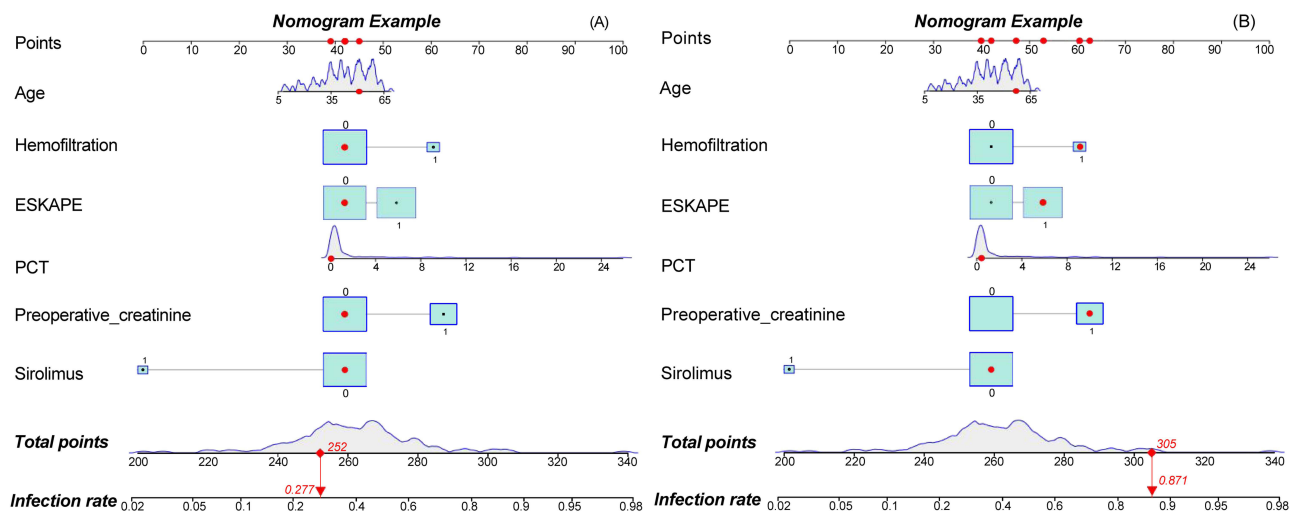 Nomogram Example (A)
Points 0 10 20 30 40 50 60 70 80 90 100
Age 5 35 65
Hemofiltration 0 1
ESKAPE 0 1
PCT 0 4 8 12 16 20 24
Preoperative_creatinine 0 1
Sirolimus 1 0
Total points 252
200 220 240 260 280 300 320 340
0.277
Infection rate 0.02 0.05 0.1 0.2 0.4 0.6 0.8 0.9 0.95 0.98
Nomogram Example (B)
Points 0 10 20 30 40 50 60 70 80 90 100
Age 5 35 65
Hemofiltration 0 1
ESKAPE 0 1
PCT 0 4 8 12 16 20 24
Preoperative_creatinine 0 1
Sirolimus 1 0
Total points 305
200 220 240 260 280 300 320 340
0.871
Infection rate 0.02 0.05 0.1 0.2 0.4 0.6 0.8 0.9 0.95 0.98